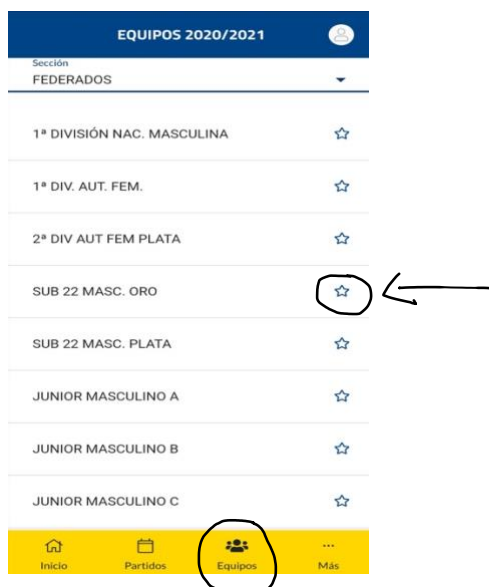 EQUIPOS 2020/2021
Sección
FEDERADOS
1ª DIVISIÓN NAC. MASCULINA
1ª DIV. AUT. FEM.
2ª DIV AUT FEM PLATA
SUB 22 MASC. ORO
SUB 22 MASC. PLATA
JUNIOR MASCULINO A
JUNIOR MASCULINO B
JUNIOR MASCULINO C
Inicio Partidos Equipos Más